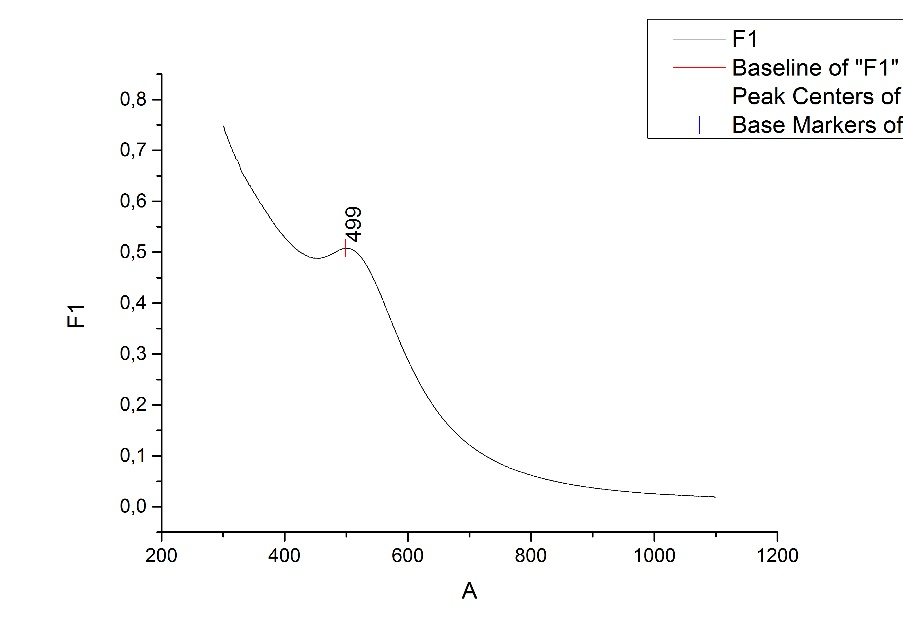 F1
Baseline of "F1"
Peak Centers of
Base Markers of
499
0,8
0,7
0,6
0,5
0,4
0,3
0,2
0,1
0,0
F1
200 400 600 800 1000 1200
A